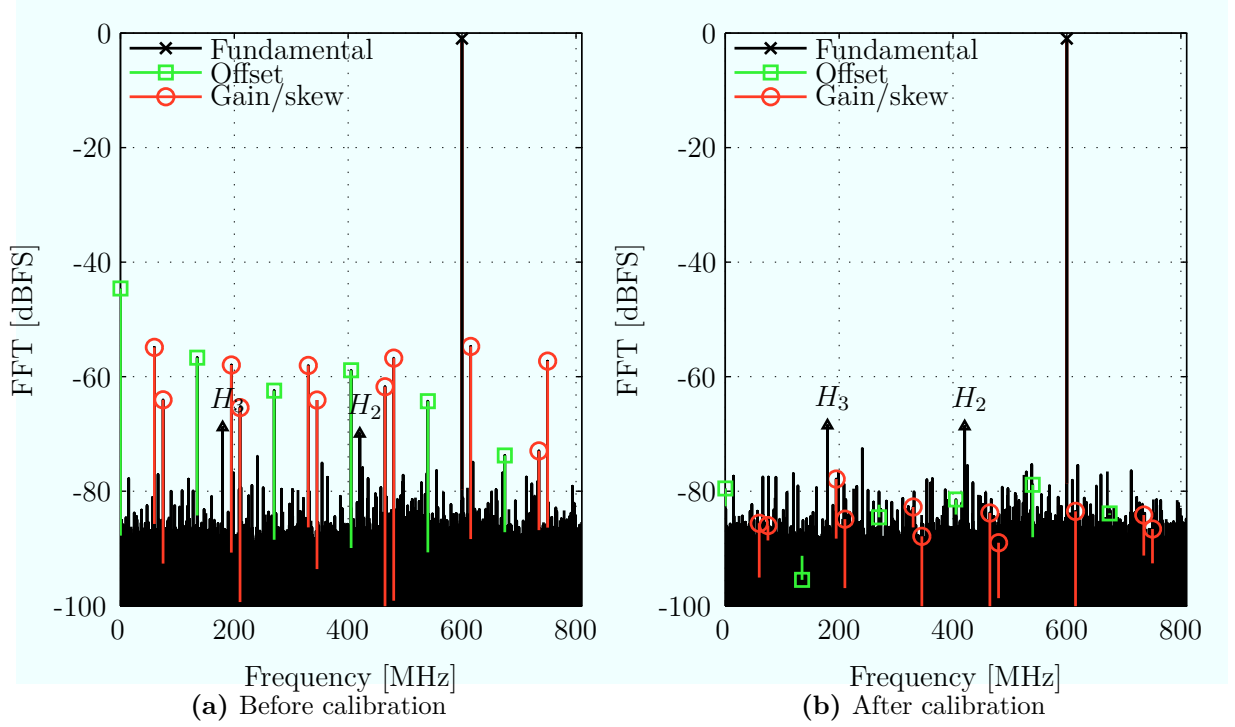 0
-20
-40
-60
-80
-100
FFT [dBFS]
Fundamental
Offset
Gain/skew
H3
H2
0
200
400
600
800
Frequency [MHz]
(a) Before calibration
0
-20
-40
-60
-80
-100
FFT [dBFS]
Fundamental
Offset
Gain/skew
H3
H2
0
200
400
600
800
Frequency [MHz]
(b) After calibration